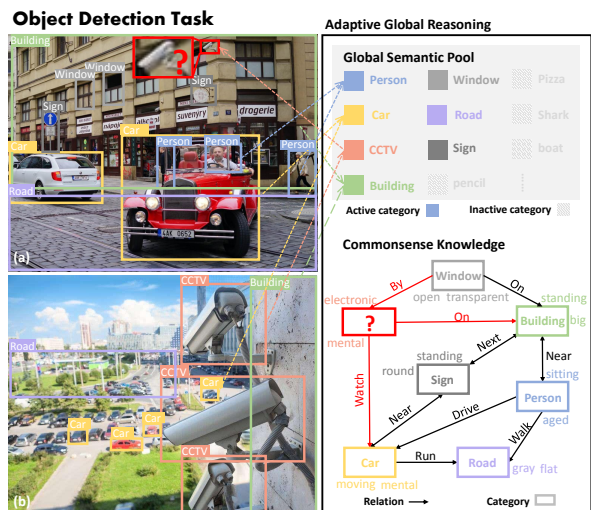 Object Detection Task
Adaptive Global Reasoning
Building
Window
Window
?
Sign
Sign
suvenýry
drogerie
Car
Car
Person
Person
Person
Road
4AK 0652
(a)
Global Semantic Pool
Person
Window
Pizza
Car
Road
Shark
CCTV
Sign
boat
Building
pencil
...
Active category
Inactive category
CCTV
Building
Road
CCTV
Car
Car
Car
Car
CCTV
(b)
Commonsense Knowledge
Window
By
On
electronic
open transparent
standing
?
On
Building
big
mental
standing
Next
Near
sitting
round
Sign
Watch
Person
Near
Drive
aged
Walk
Car
Run
Road
gray flat
moving mental
Relation
Category